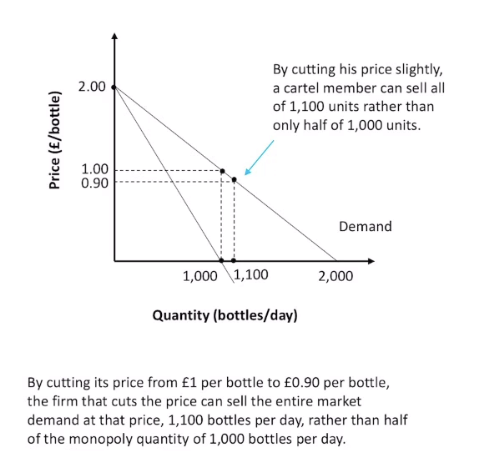 By cutting his price slightly,
a cartel member can sell all
of 1,100 units rather than
only half of 1,000 units.
Price (£/bottle)
2.00
1.00
0.90
Demand
1,000
1,100
2,000
Quantity (bottles/day)
By cutting its price from £1 per bottle to £0.90 per bottle,
the firm that cuts the price can sell the entire market
demand at that price, 1,100 bottles per day, rather than half
of the monopoly quantity of 1,000 bottles per day.